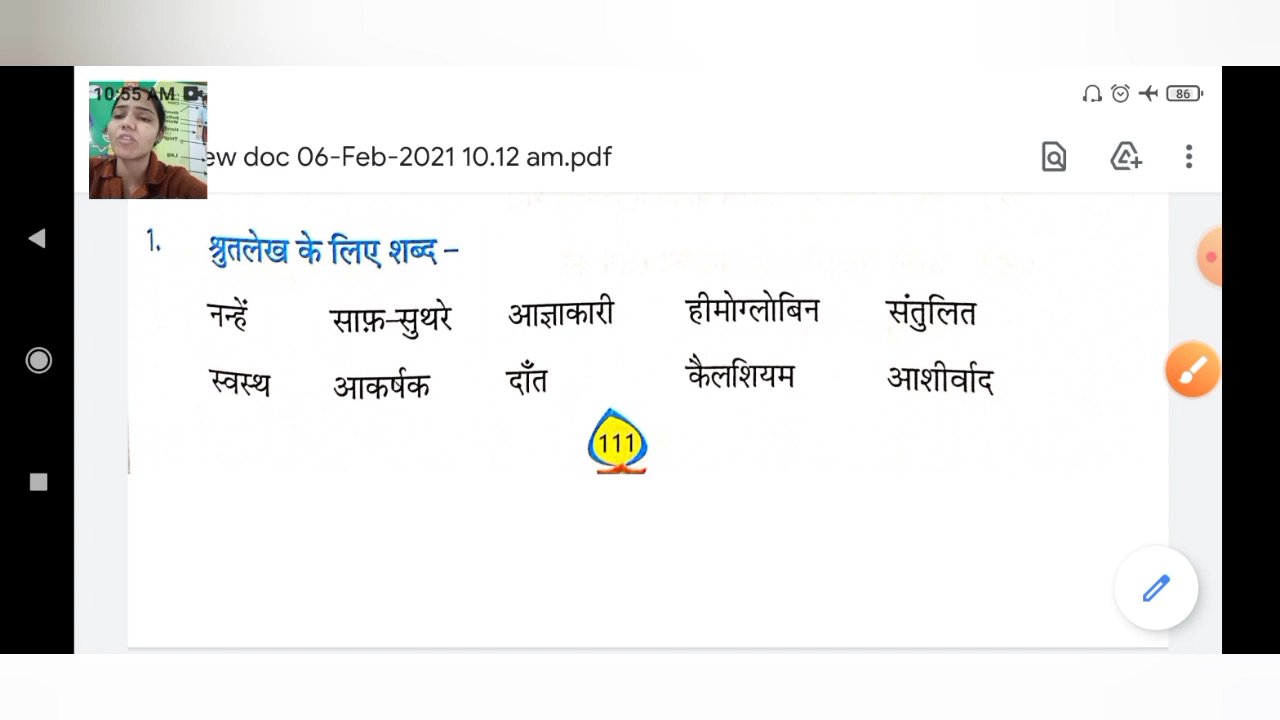 10:55 AM
86
ew doc 06-Feb-2021 10.12 am.pdf
1. श्रुतलेख के लिए शब्द –
नन्हें साफ़-सुथरे आज्ञाकारी हीमोग्लोबिन संतुलित
स्वस्थ आकर्षक दाँत कैलशियम आशीर्वाद
111